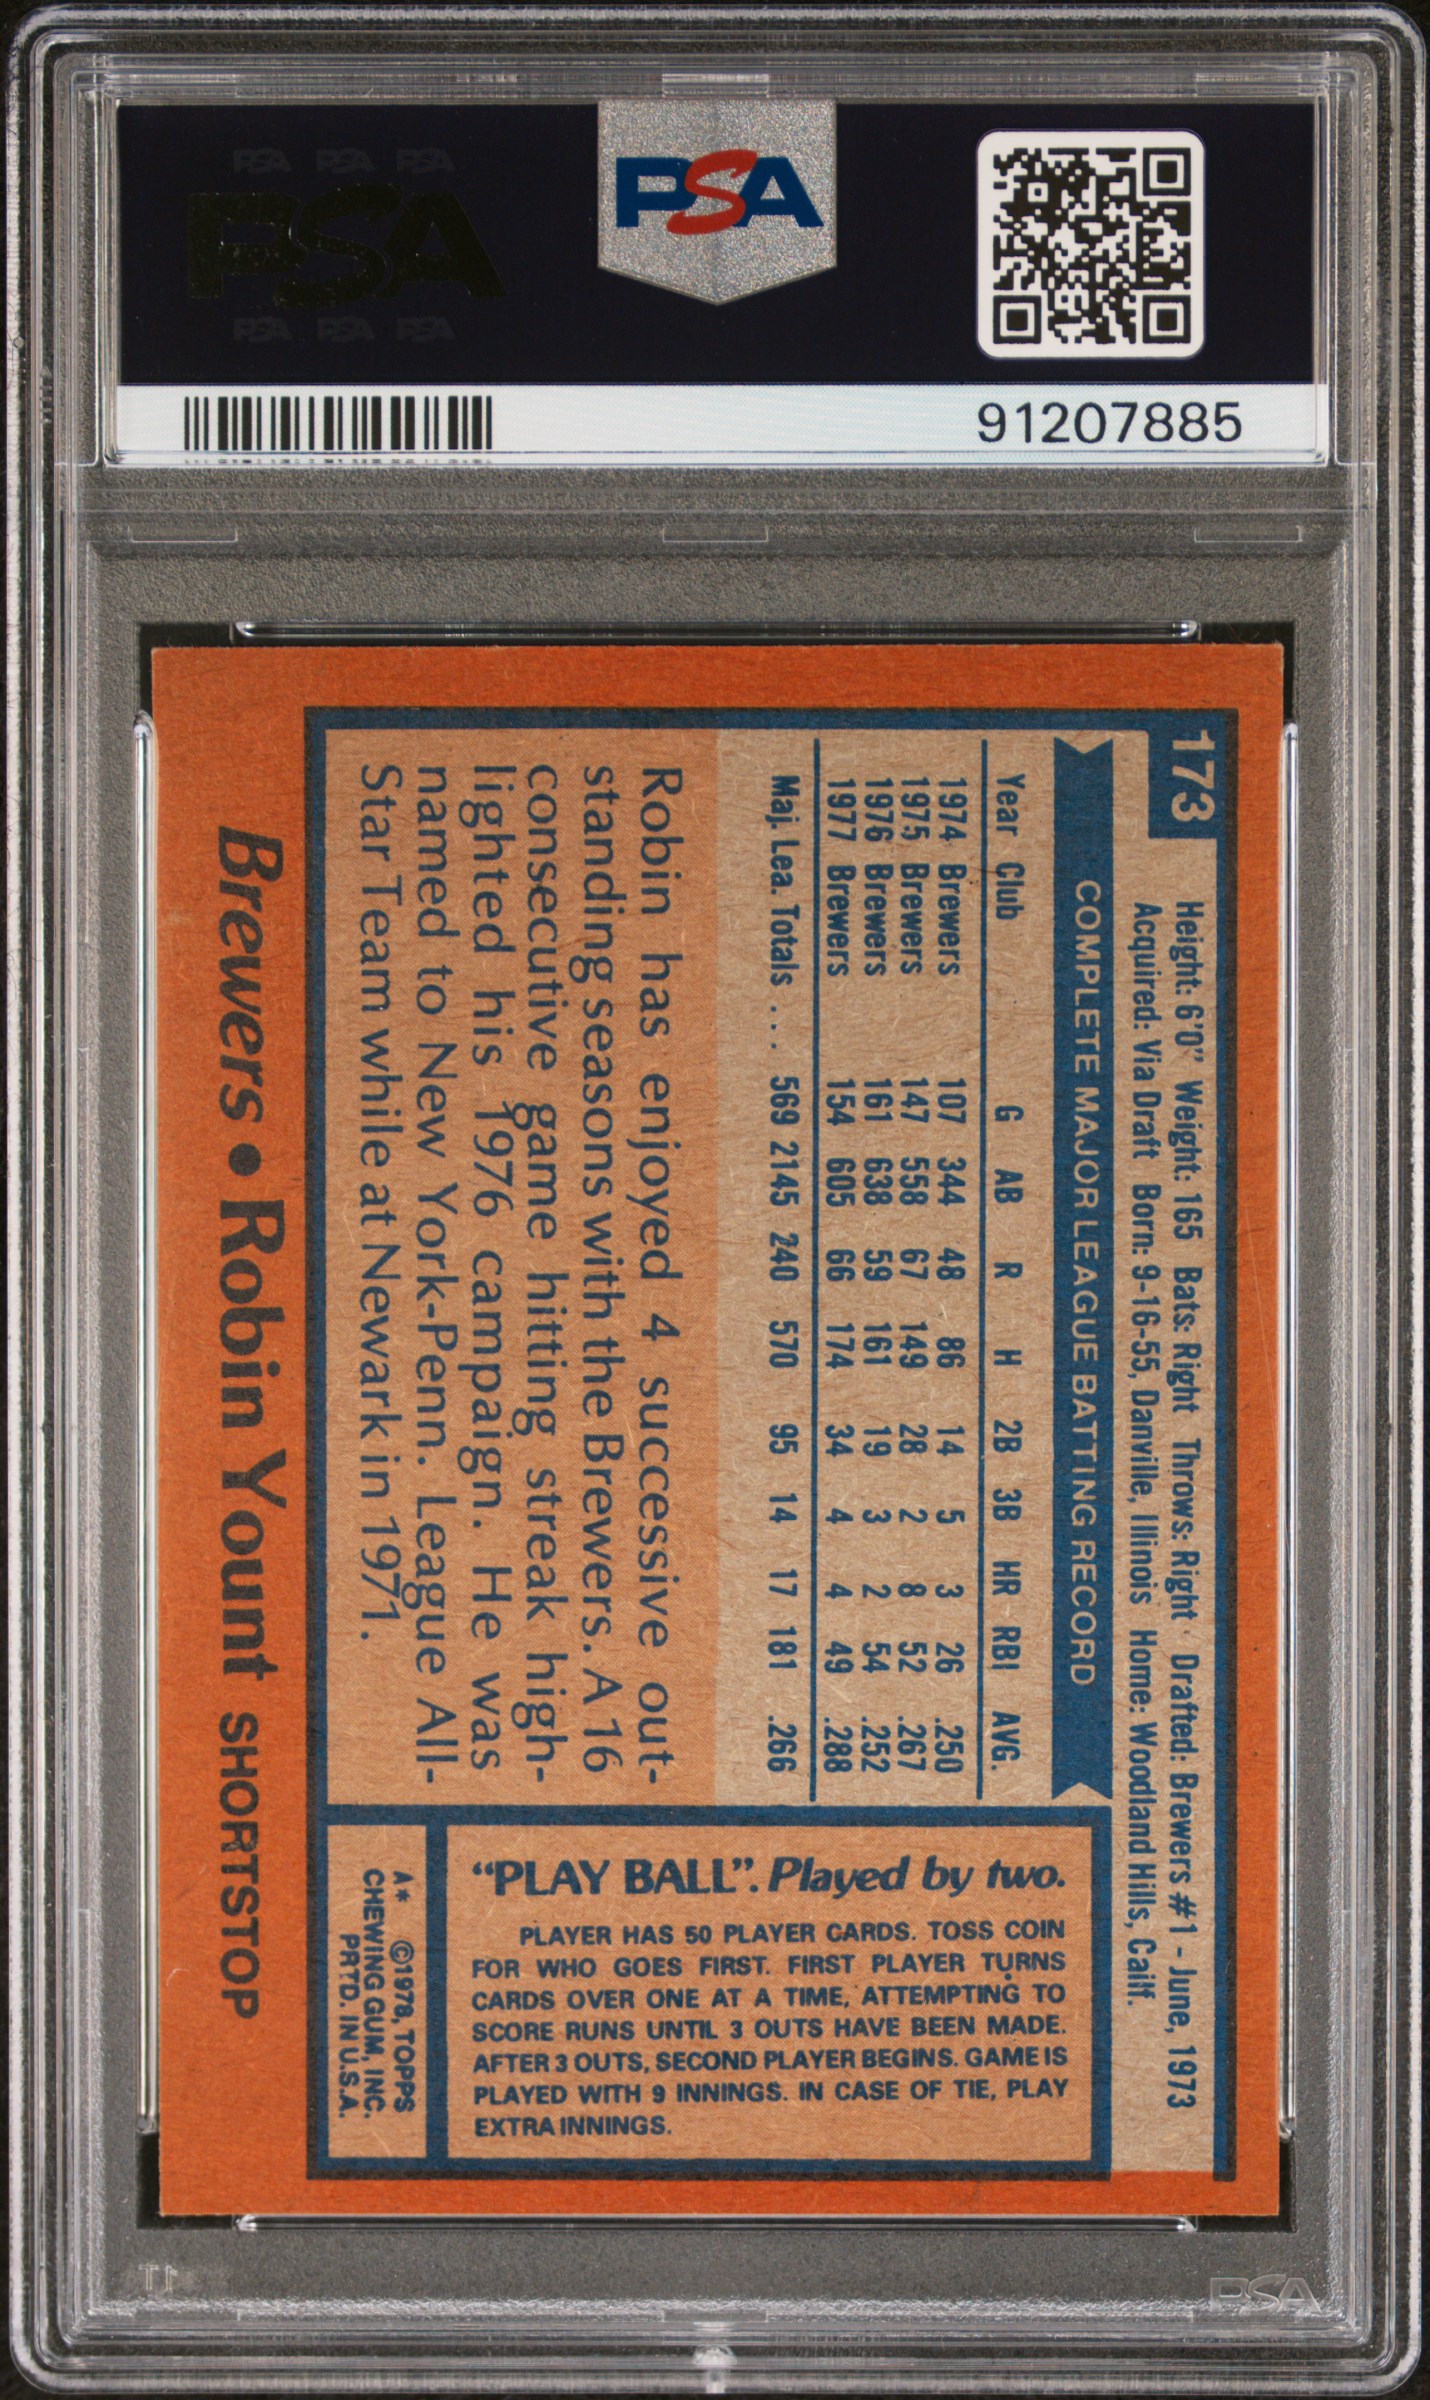 PSA PSA PSA
PSA
PSA PSA PSA
PSA
91207885
173
Height: 6'0" Weight: 165 Bats: Right Throws: Right Drafted: Brewers #1 - June, 1973
Acquired: Via Draft Born: 9-16-55, Danville, Illinois Home: Woodland Hills, Calif.
COMPLETE MAJOR LEAGUE BATTING RECORD
Year Club G AB R H 2B 3B HR RBI AVG.
1974 Brewers 107 344 48 86 14 5 3 26 .250
1975 Brewers 147 558 67 149 28 2 8 52 .267
1976 Brewers 161 638 59 161 19 3 2 54 .252
1977 Brewers 154 605 66 174 34 4 4 49 .288
Maj. Lea. Totals . . . 569 2145 240 570 95 14 17 181 .266
Robin has enjoyed 4 successive out-
standing seasons with the Brewers. A 16
consecutive game hitting streak high-
lighted his 1976 campaign. He was
named to New York-Penn. League All-
Star Team while at Newark in 1971.
Brewers • Robin Yount SHORTSTOP
"PLAY BALL". Played by two.
PLAYER HAS 50 PLAYER CARDS. TOSS COIN
FOR WHO GOES FIRST. FIRST PLAYER TURNS
CARDS OVER ONE AT A TIME, ATTEMPTING TO
SCORE RUNS UNTIL 3 OUTS HAVE BEEN MADE.
AFTER 3 OUTS, SECOND PLAYER BEGINS. GAME IS
PLAYED WITH 9 INNINGS. IN CASE OF TIE, PLAY
EXTRA INNINGS.
A* ©1978, TOPPS
CHEWING GUM, INC.
PRTD. IN U.S.A.
PSA